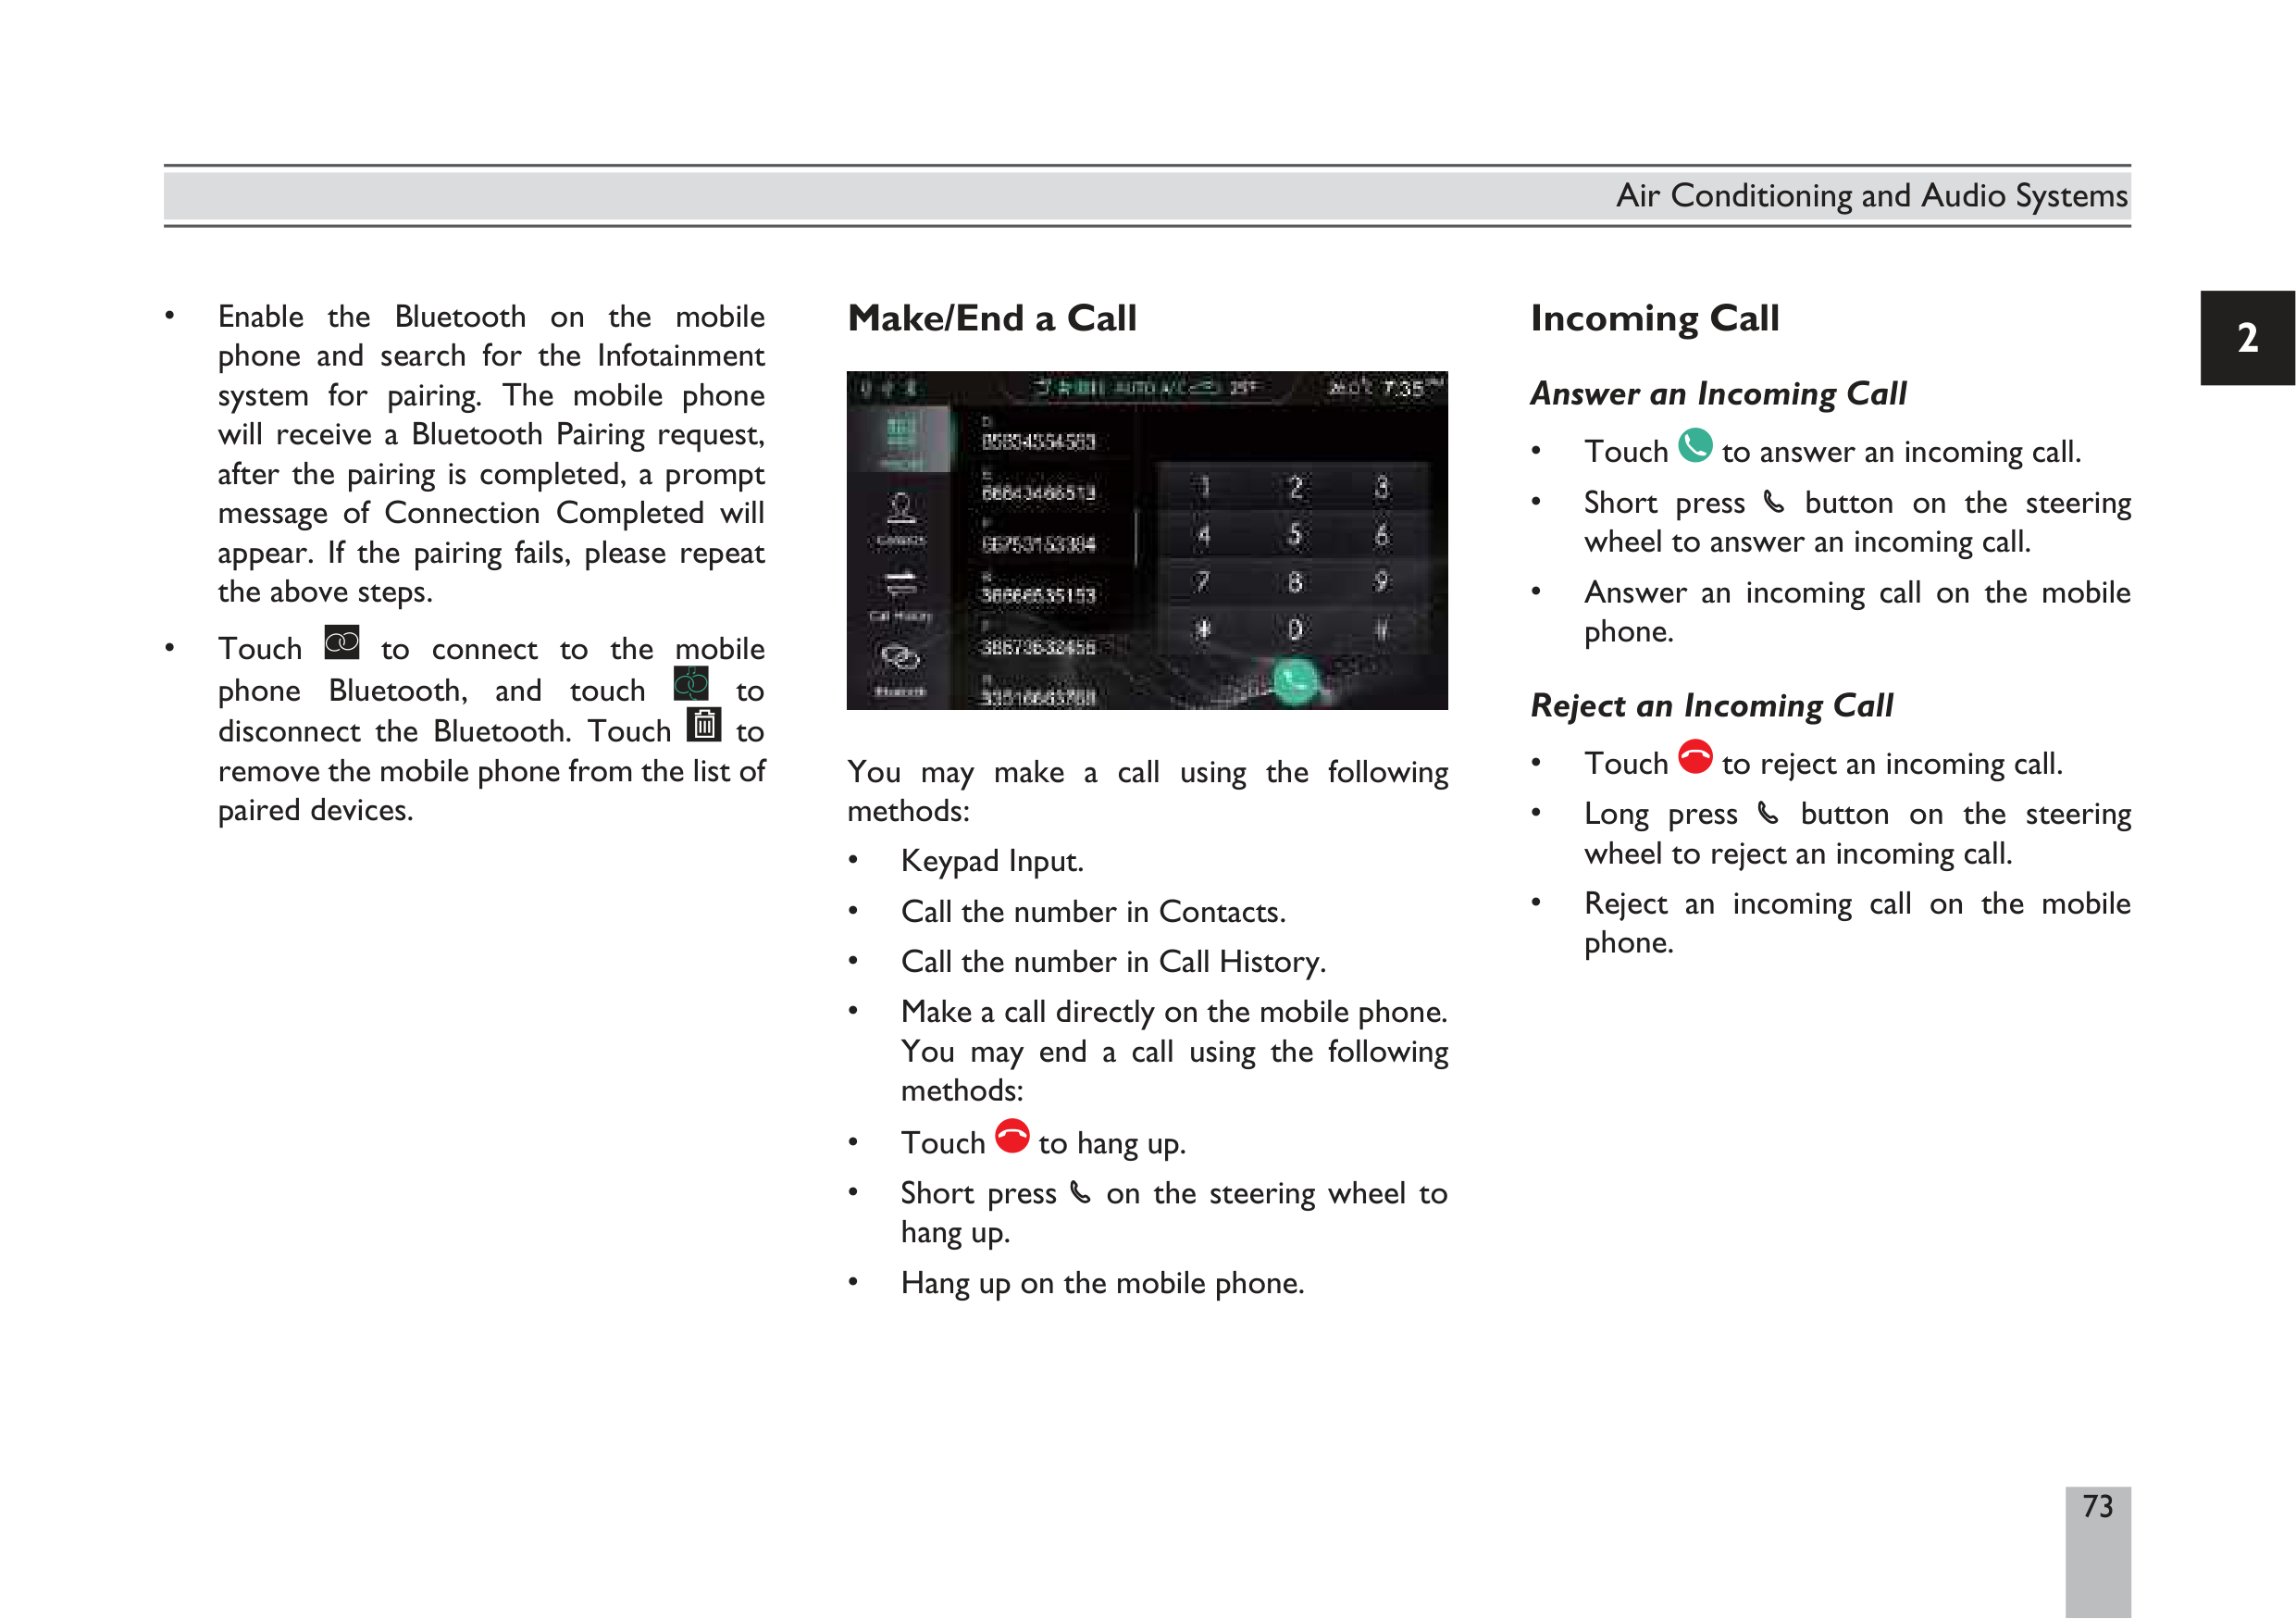 Air Conditioning and Audio Systems
2
• Enable the Bluetooth on the mobile
phone and search for the Infotainment
system for pairing. The mobile phone
will receive a Bluetooth Pairing request,
after the pairing is completed, a prompt
message of Connection Completed will
appear. If the pairing fails, please repeat
the above steps.
• Touch to connect to the mobile
phone Bluetooth, and touch to
disconnect the Bluetooth. Touch to
remove the mobile phone from the list of
paired devices.
Make/End a Call
AUTO A/C
7:35
Contacts
Call History
Bluetooth
1 2 3
4 5 6
7 8 9
* 0 #
You may make a call using the following
methods:
• Keypad Input.
• Call the number in Contacts.
• Call the number in Call History.
• Make a call directly on the mobile phone.
You may end a call using the following
methods:
• Touch to hang up.
• Short press on the steering wheel to
hang up.
• Hang up on the mobile phone.
Incoming Call
Answer an Incoming Call
• Touch to answer an incoming call.
• Short press button on the steering
wheel to answer an incoming call.
• Answer an incoming call on the mobile
phone.
Reject an Incoming Call
• Touch to reject an incoming call.
• Long press button on the steering
wheel to reject an incoming call.
• Reject an incoming call on the mobile
phone.
73